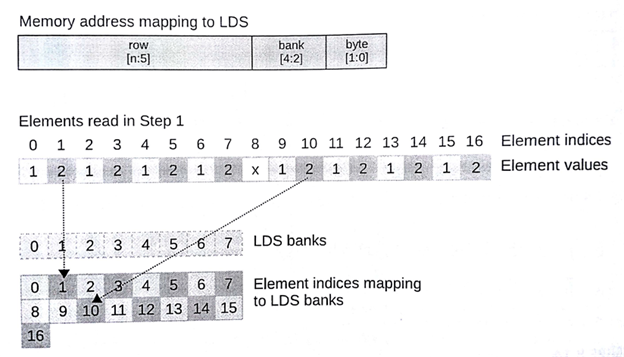 Memory address mapping to LDS
row bank byte
[n:5] [4:2] [1:0]
Elements read in Step 1
0 1 2 3 4 5 6 7 8 9 10 11 12 13 14 15 16 Element indices
1 2 1 2 1 2 1 2 x 1 2 1 2 1 2 1 2 Element values
0 1 2 3 4 5 6 7 LDS banks
0 1 2 3 4 5 6 7 Element indices mapping
8 9 10 11 12 13 14 15 to LDS banks
16